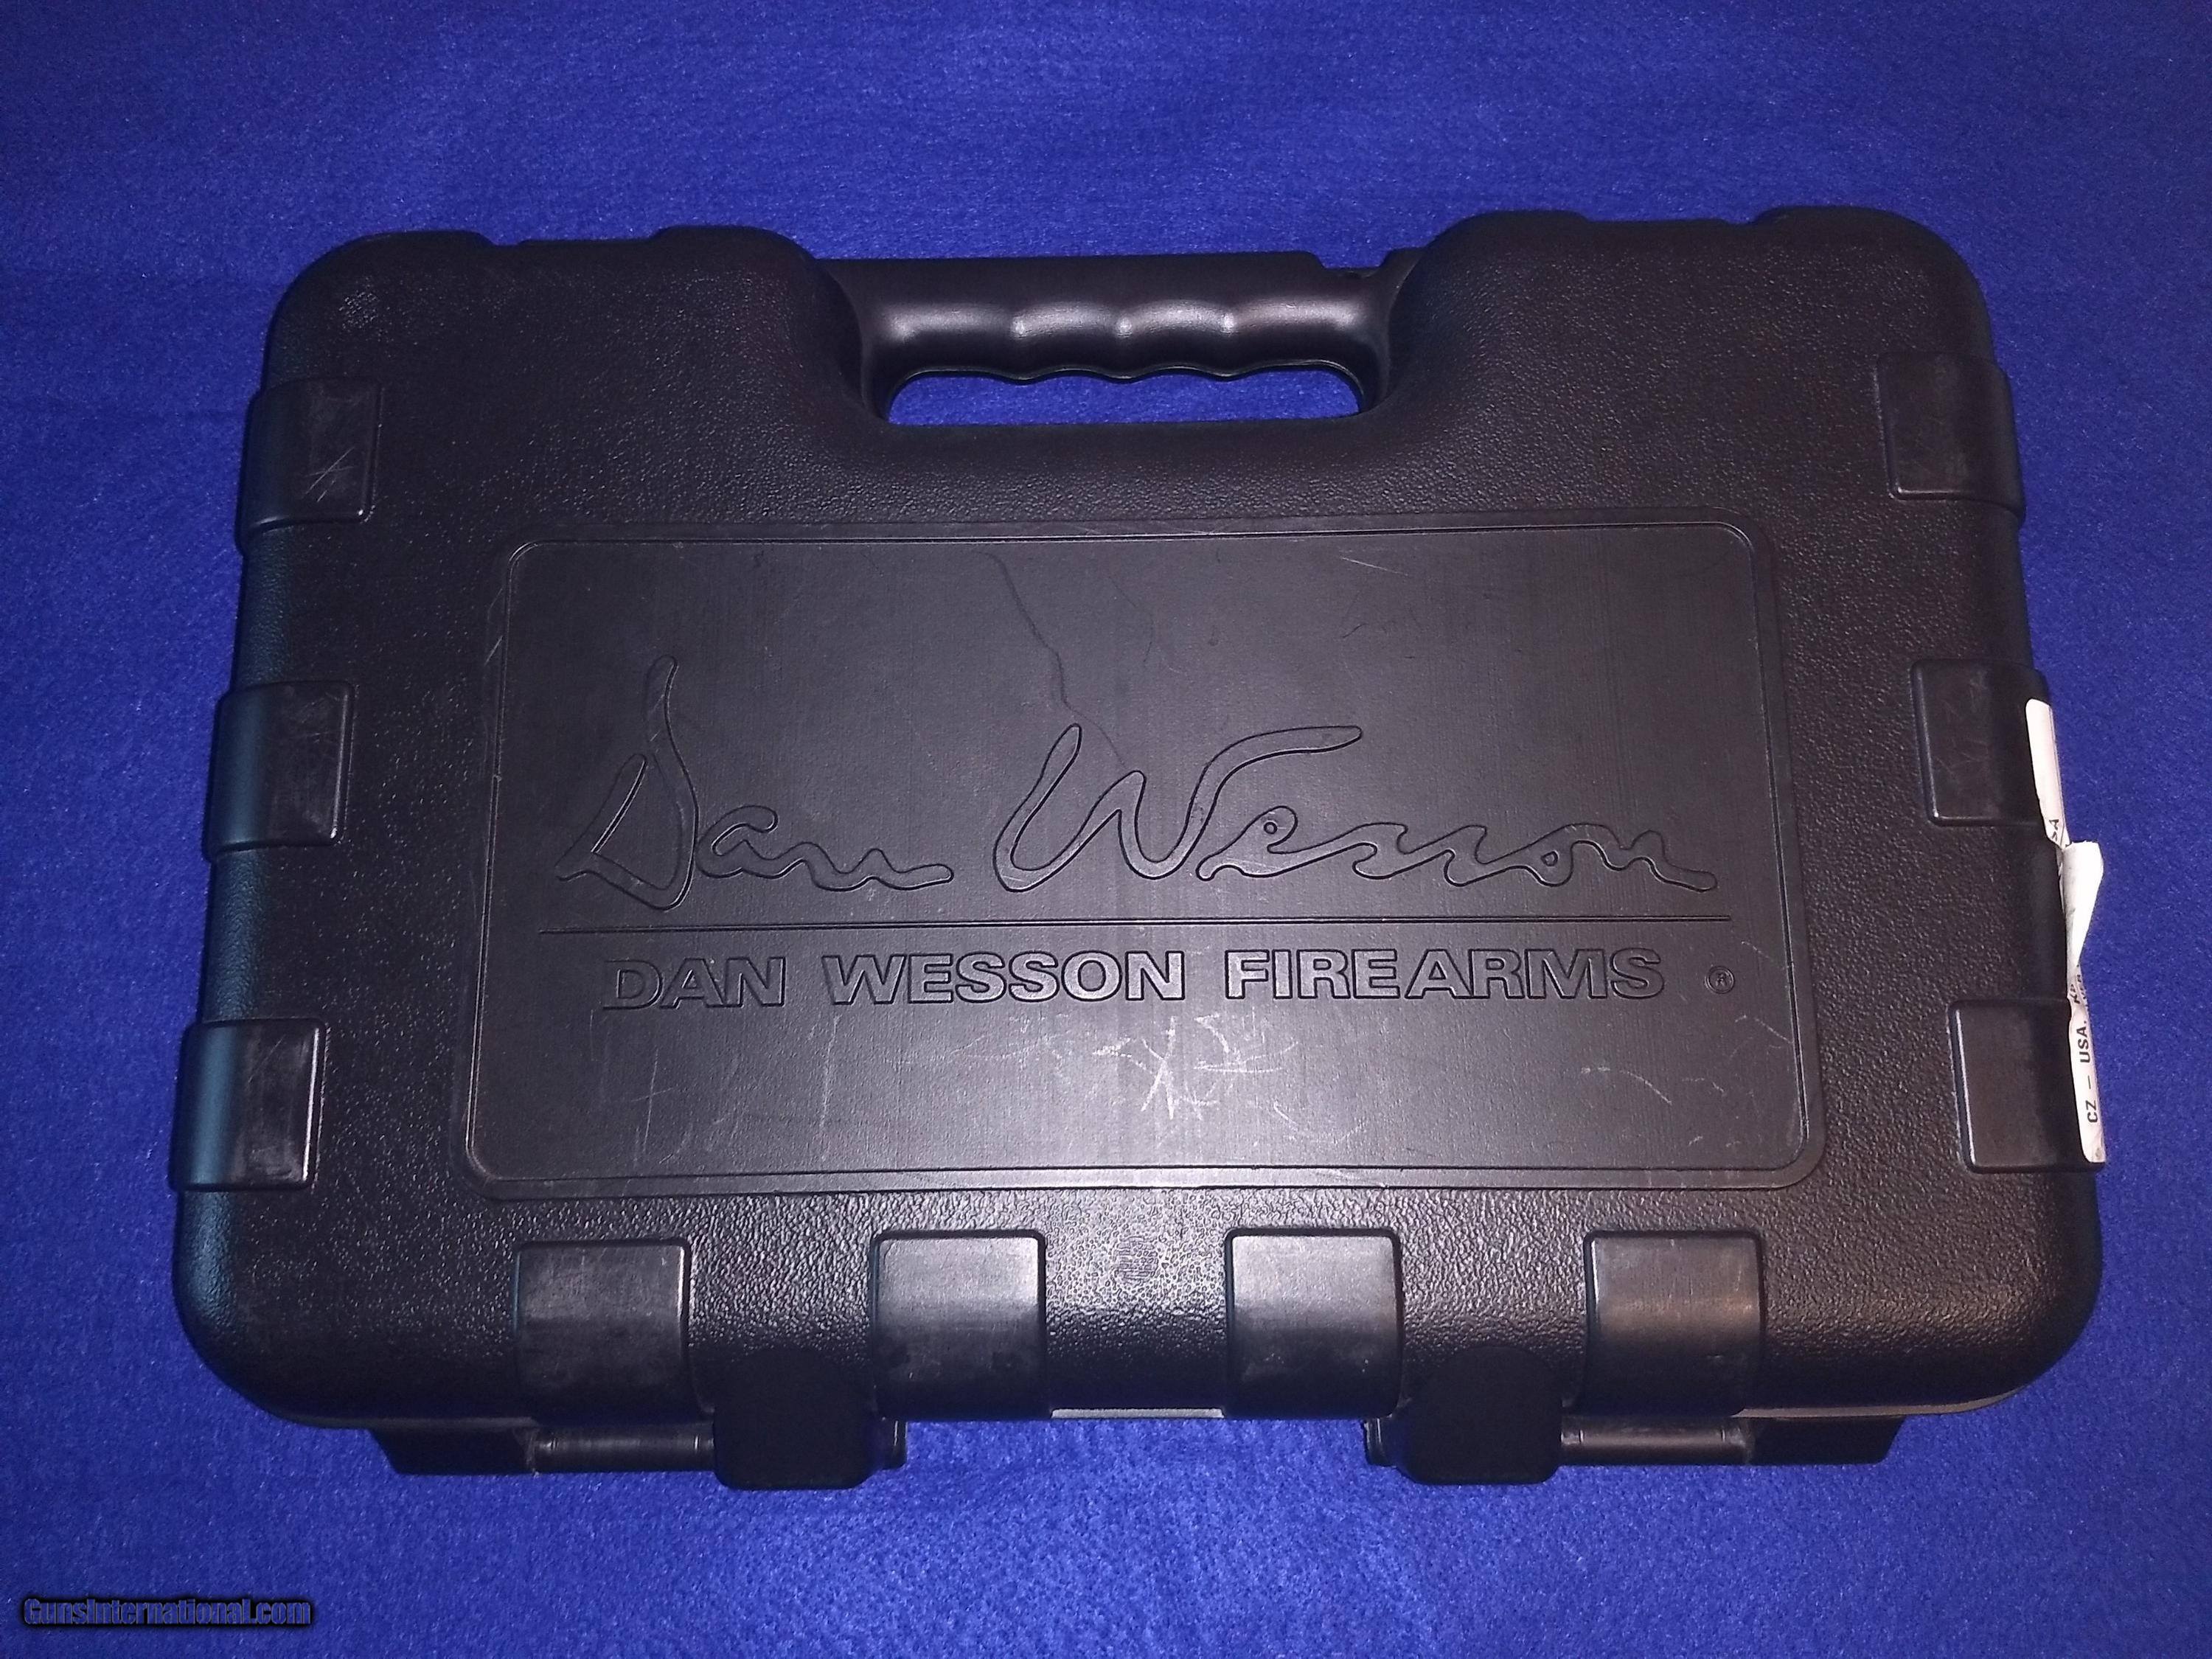 Dan Wesson
DAN WESSON FIREARMS ®
CZ - USA.
GunsInternational.com